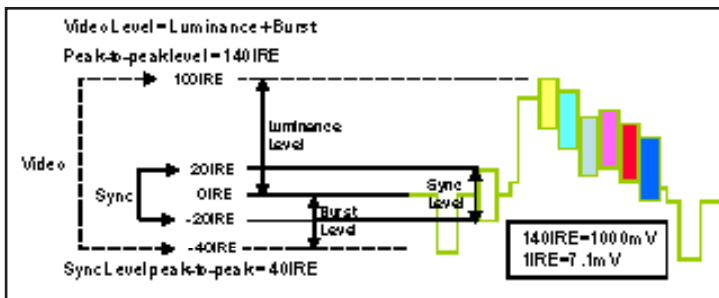 Video Level=Luminance+Burst
Peak-to-peak level = 140IRE
100IRE
Luminance
Level
Video
20IRE
Sync
0IRE
Sync
Level
-20IRE
Burst
Level
-40IRE
140IRE=1000mV
1IRE=7.1mV
Sync Level peak-to-peak = 40IRE